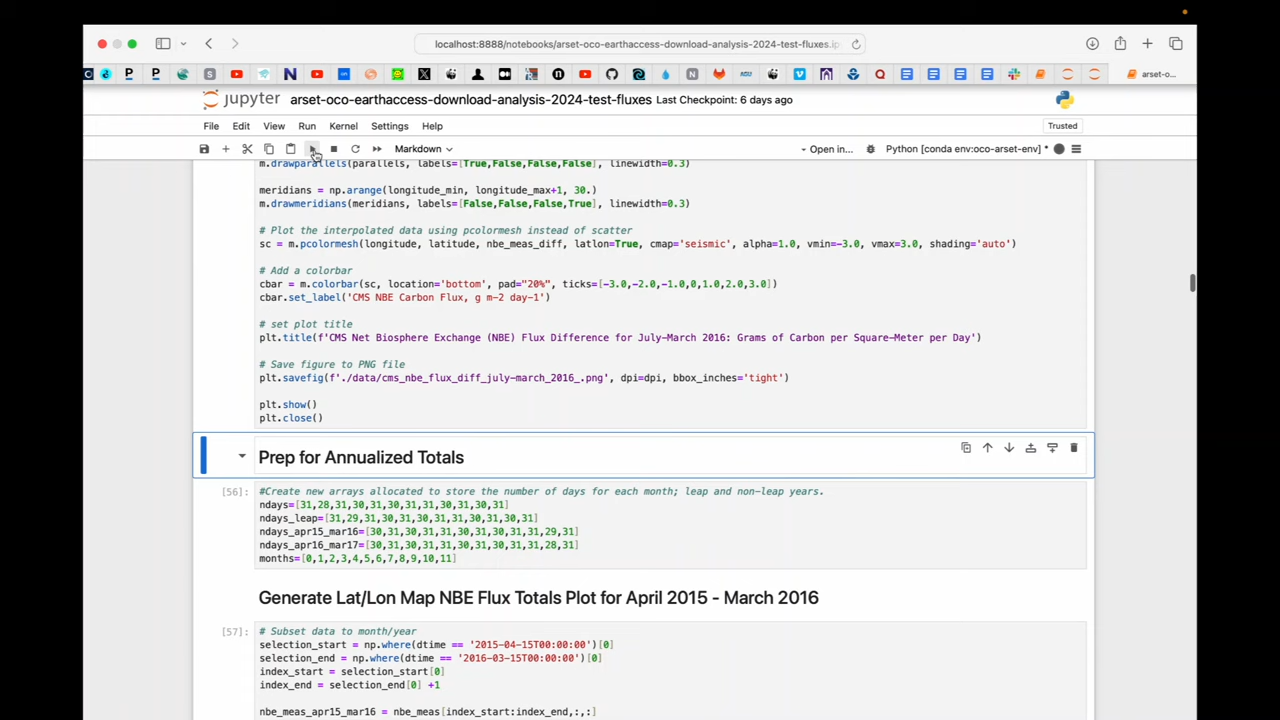 localhost:8888/notebooks/arset-oco-earthaccess-download-analysis-2024-test-fluxes.ip
arset-o...
jupyter arset-oco-earthaccess-download-analysis-2024-test-fluxes Last Checkpoint: 6 days ago
File Edit View Run Kernel Settings Help
Trusted
Markdown
Open in...
Python [conda env:oco-arset-env] *
m.drawparallels(parallels, labels=[True,False,False,False], linewidth=0.3)
meridians = np.arange(longitude_min, longitude_max+1, 30.)
m.drawmeridians(meridians, labels=[False,False,False,True], linewidth=0.3)
# Plot the interpolated data using pcolormesh instead of scatter
sc = m.pcolormesh(longitude, latitude, nbe_meas_diff, latlon=True, cmap='seismic', alpha=1.0, vmin=-3.0, vmax=3.0, shading='auto')
# Add a colorbar
cbar = m.colorbar(sc, location='bottom', pad="20%", ticks=[-3.0,-2.0,-1.0,0,1.0,2.0,3.0])
cbar.set_label('CMS NBE Carbon Flux, g m-2 day-1')
# set plot title
plt.title(f'CMS Net Biosphere Exchange (NBE) Flux Difference for July-March 2016: Grams of Carbon per Square-Meter per Day')
# Save figure to PNG file
plt.savefig(f'./data/cms_nbe_flux_diff_july-march_2016_.png', dpi=dpi, bbox_inches='tight')
plt.show()
plt.close()
Prep for Annualized Totals
[56]:
#Create new arrays allocated to store the number of days for each month; leap and non-leap years.
ndays=[31,28,31,30,31,30,31,31,30,31,30,31]
ndays_leap=[31,29,31,30,31,30,31,31,30,31,30,31]
ndays_apr15_mar16=[30,31,30,31,31,30,31,30,31,31,29,31]
ndays_apr16_mar17=[30,31,30,31,31,30,31,30,31,31,28,31]
months=[0,1,2,3,4,5,6,7,8,9,10,11]
Generate Lat/Lon Map NBE Flux Totals Plot for April 2015 - March 2016
[57]:
# Subset data to month/year
selection_start = np.where(dtime == '2015-04-15T00:00:00')[0]
selection_end = np.where(dtime == '2016-03-15T00:00:00')[0]
index_start = selection_start[0]
index_end = selection_end[0] +1
nbe_meas_apr15_mar16 = nbe_meas[index_start:index_end,:,:]